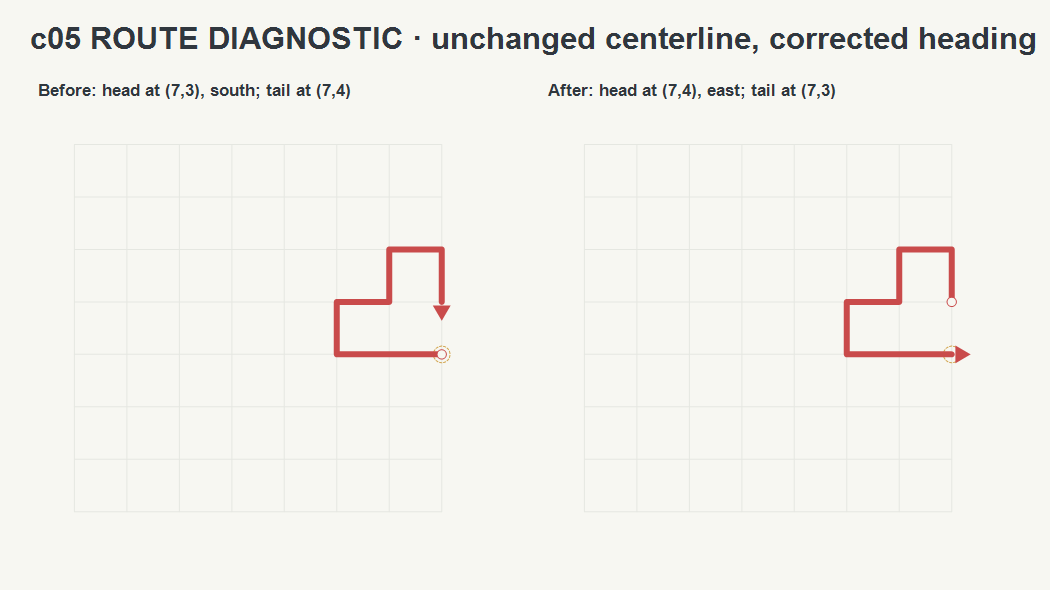 c05 ROUTE DIAGNOSTIC · unchanged centerline, corrected heading
Before: head at (7,3), south; tail at (7,4)
After: head at (7,4), east; tail at (7,3)